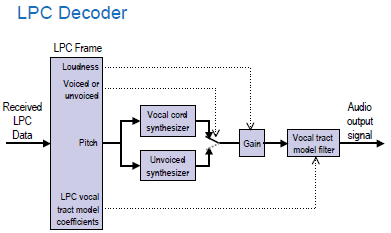 LPC Decoder
LPC Frame
Loudness
Voiced or
unvoiced
Received
LPC
Data
Pitch
LPC vocal
tract model
coefficients
Vocal cord
synthesizer
Unvoiced
synthesizer
Gain
Vocal tract
model filter
Audio
output
signal